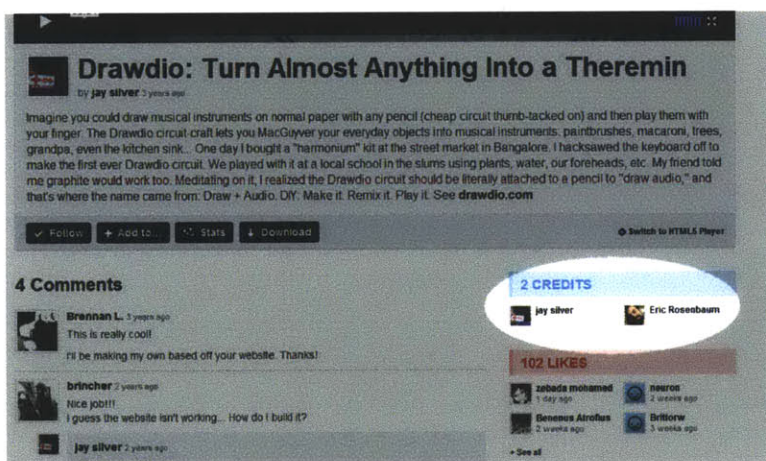 Drawdio: Turn Almost Anything Into a Theremin
by jay silver 3 years ago
Imagine you could draw musical instruments on normal paper with any pencil (cheap circuit thumb-tacked on) and then play them with
your finger. The Drawdio circuit-craft lets you MacGuyver your everyday objects into musical instruments: paintbrushes, macaroni, trees,
grandpa, even the kitchen sink... One day I bought a "harmonium" kit at the street market in Bangalore. I hacksawed the keyboard off to
make the first ever Drawdio circuit. We played with it at a local school in the slums using plants, water, our foreheads, etc. My friend told
me graphite would work too. Meditating on it, I realized the Drawdio circuit should be literally attached to a pencil to "draw audio," and
that's where the name came from: Draw + Audio. DIY: Make it. Remix it. Play it. See drawdio.com
Follow + Add to... Stats Download
Switch to HTML5 Player
4 Comments
Brennan L. 3 years ago
This is really cool!
I'll be making my own based off your website. Thanks!
brincher 2 years ago
Nice job!!!
I guess the website isn't working... How do I build it?
jay silver 2 years ago
2 CREDITS
jay silver Eric Rosenbaum
102 LIKES
zebada mohamed neuron
1 day ago 2 weeks ago
Benenus Atrofius Brittorw
2 weeks ago 3 weeks ago
+ See all